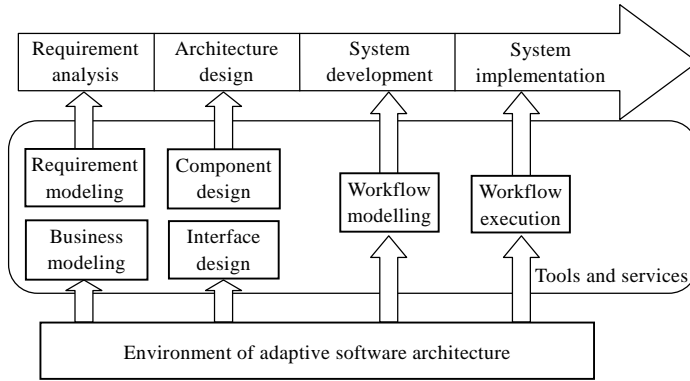 Requirement
analysis
Architecture
design
System
development
System
implementation
Requirement
modeling
Component
design
Workflow
modelling
Workflow
execution
Business
modeling
Interface
design
Tools and services
Environment of adaptive software architecture